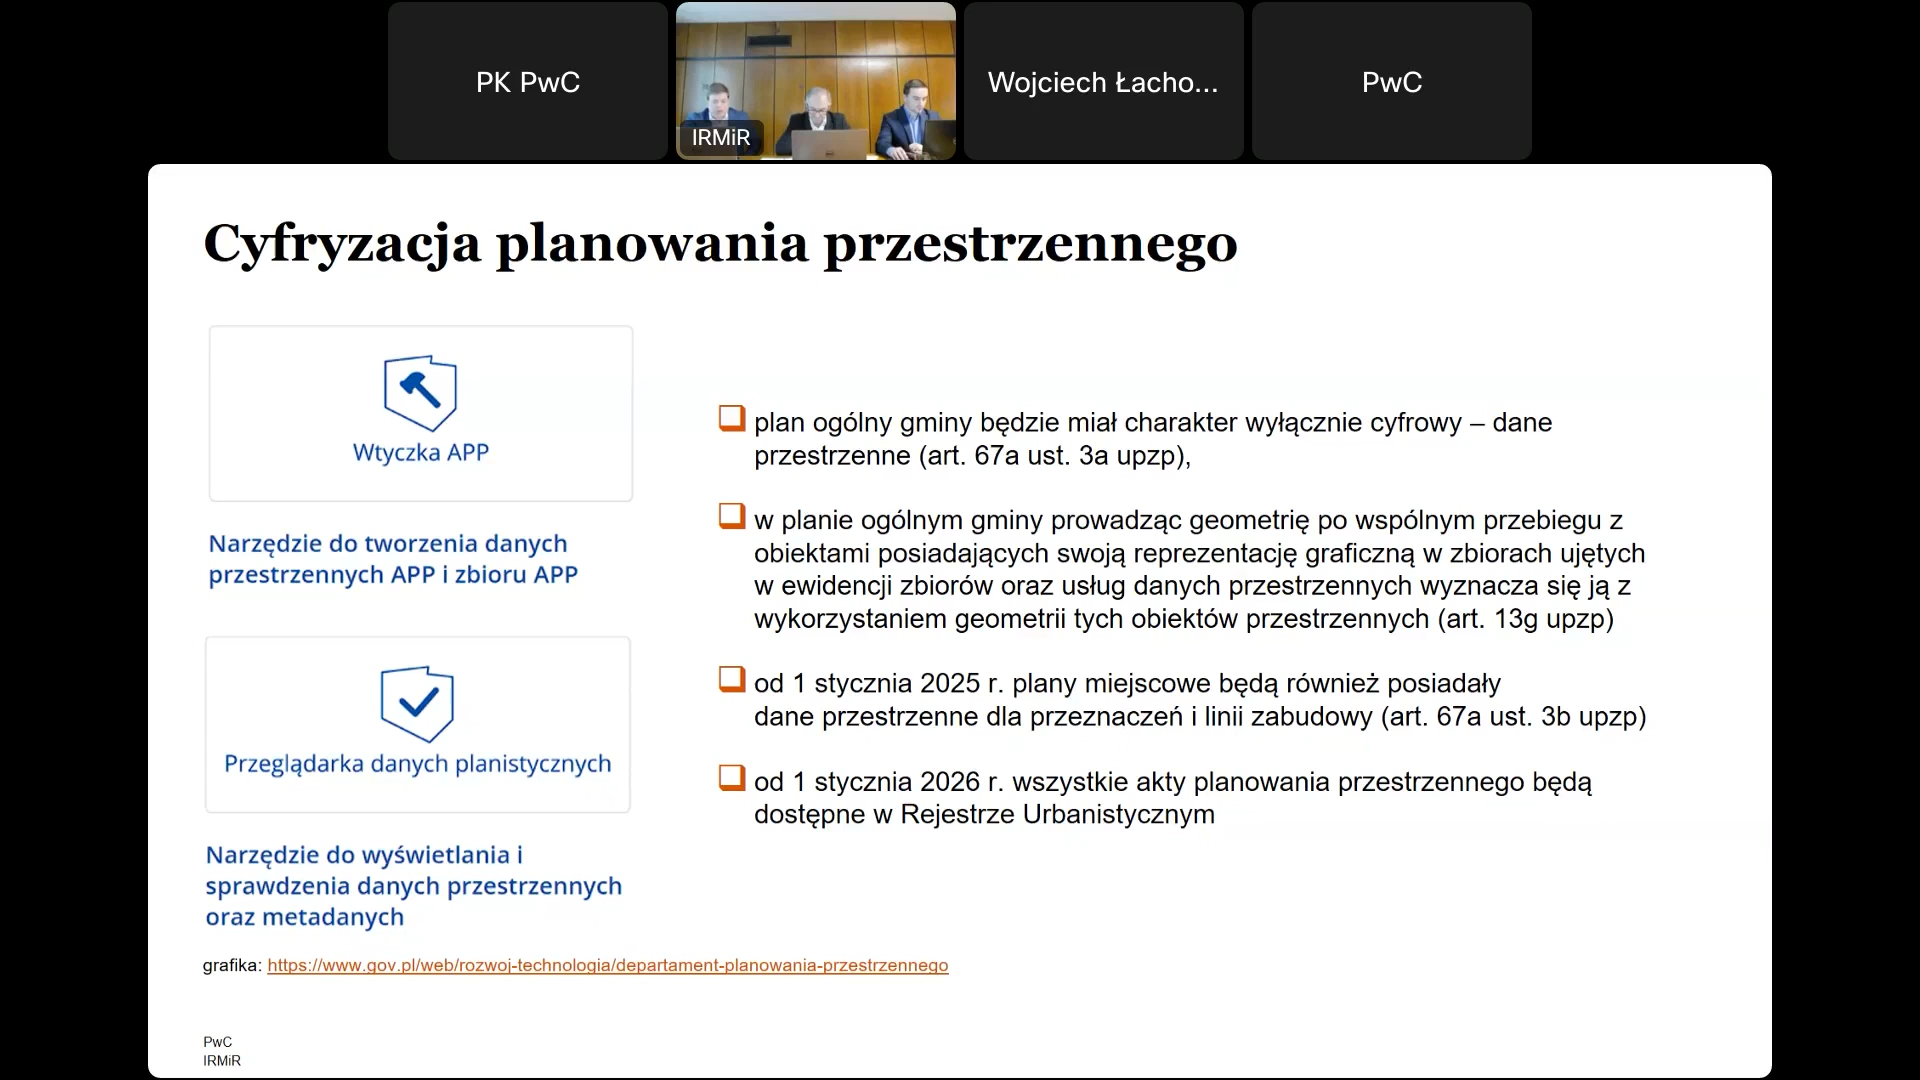 PK PwC
IRMiR
Wojciech Łacho...
PwC
Cyfryzacja planowania przestrzennego
Wtyczka APP
Narzędzie do tworzenia danych
przestrzennych APP i zbioru APP
Przeglądarka danych planistycznych
Narzędzie do wyświetlania i
sprawdzenia danych przestrzennych
oraz metadanych
plan ogólny gminy będzie miał charakter wyłącznie cyfrowy – dane
przestrzenne (art. 67a ust. 3a upzp),
w planie ogólnym gminy prowadząc geometrię po wspólnym przebiegu z
obiektami posiadających swoją reprezentację graficzną w zbiorach ujętych
w ewidencji zbiorów oraz usług danych przestrzennych wyznacza się ją z
wykorzystaniem geometrii tych obiektów przestrzennych (art. 13g upzp)
od 1 stycznia 2025 r. plany miejscowe będą również posiadały
dane przestrzenne dla przeznaczeń i linii zabudowy (art. 67a ust. 3b upzp)
od 1 stycznia 2026 r. wszystkie akty planowania przestrzennego będą
dostępne w Rejestrze Urbanistycznym
grafika: https://www.gov.pl/web/rozwoj-technologia/departament-planowania-przestrzennego
PwC
IRMiR